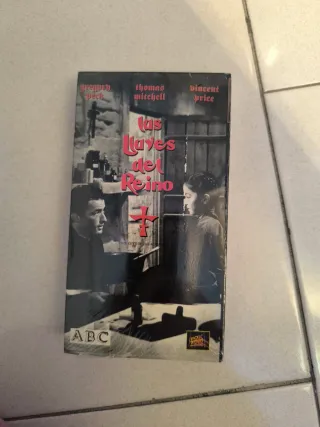 gregory thomas vincent
peck mitchell price
las
llaves
del
Reino
ABC